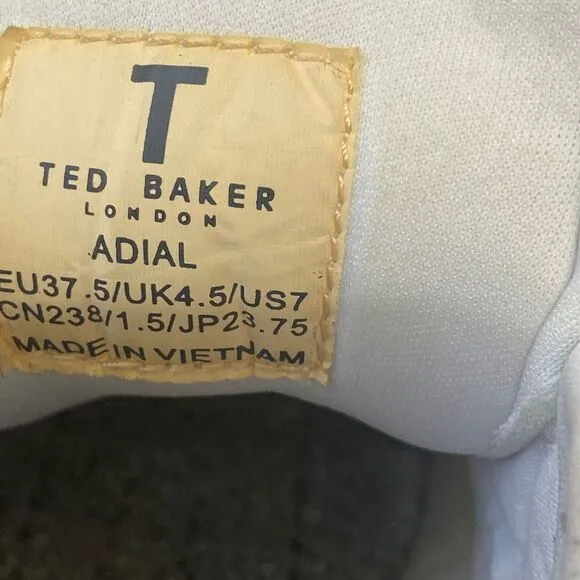 T
TED BAKER
LONDON
ADIAL
EU37.5/UK4.5/US7
CN238/1.5/JP23.75
MADE IN VIETNAM